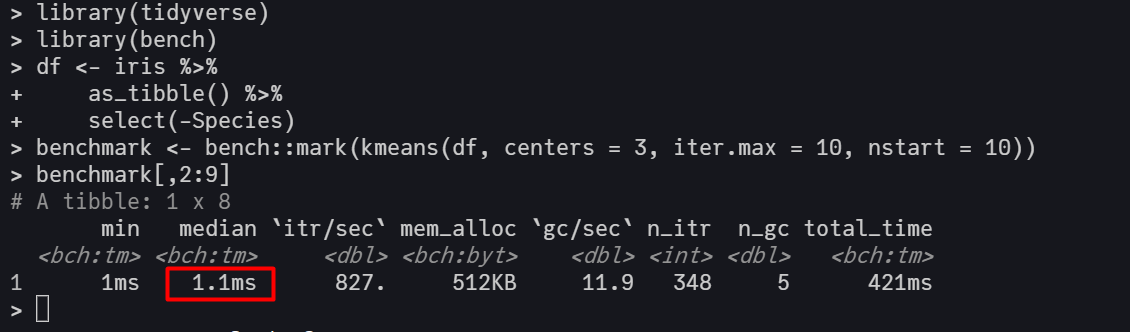 > library(tidyverse)
> library(bench)
> df <- iris %>%
+     as_tibble() %>%
+     select(-Species)
> benchmark <- bench::mark(kmeans(df, centers = 3, iter.max = 10, nstart = 10))
> benchmark[,2:9]
# A tibble: 1 x 8
       min   median `itr/sec` mem_alloc `gc/sec` n_itr  n_gc total_time
  <bch:tm> <bch:tm>     <dbl> <bch:byt>    <dbl> <int> <dbl>   <bch:tm>
1      1ms    1.1ms      827.     512KB     11.9   348     5      421ms
>